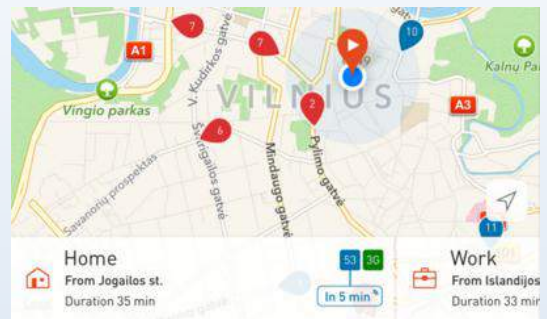 7
7
10
A1
V. Kudirkos gatvė
Kalnų Pa
Vingio parkas
VILNIUS
2
A3
6
Švitrigailos gatvė
Mindaugo gatvė
Pylimo gatvė
Savanorių prospektas
11
Home
53 3G
Work
From Jogailos st.
From Islandijos
Duration 35 min
In 5 min
Duration 33 min